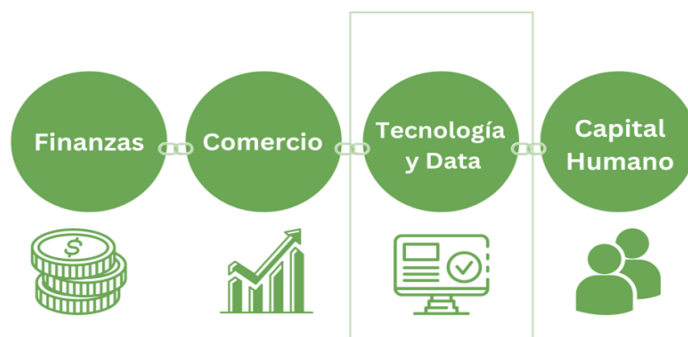 Finanzas
Comercio
Tecnología
y Data
Capital
Humano
$